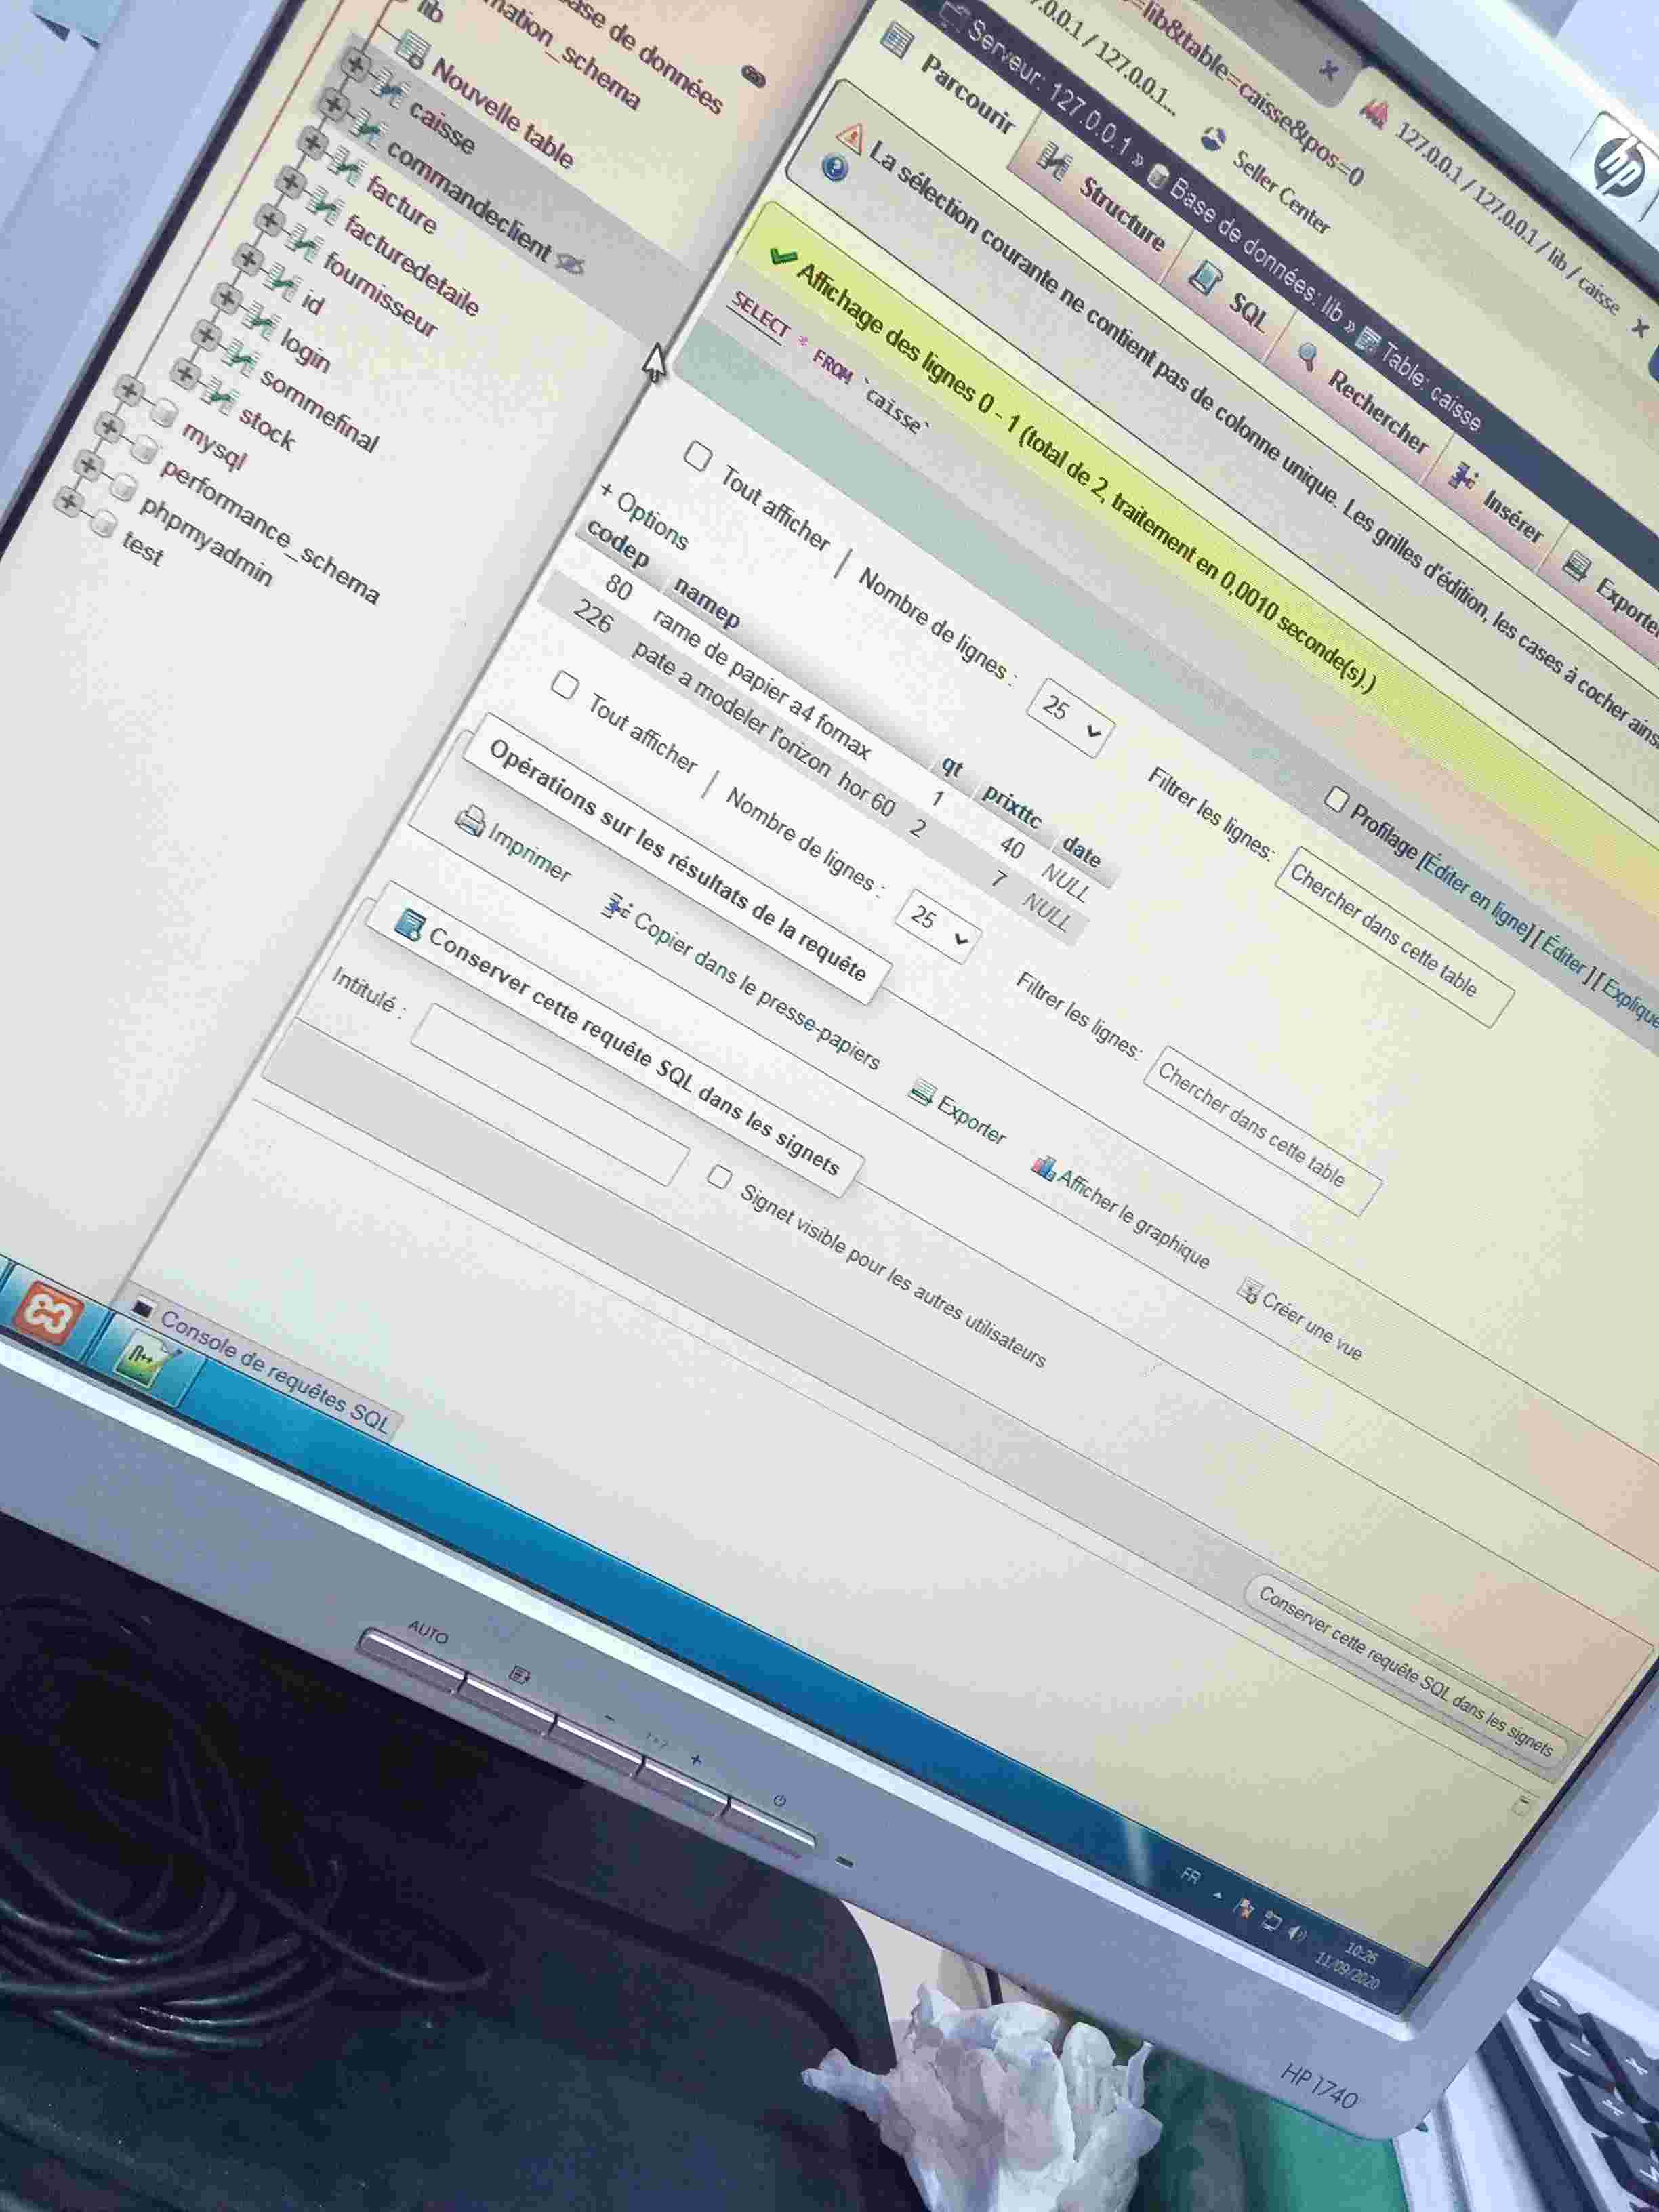 =lib&table=caisse&pos=0
127.0.0.1 / 127.0.0.1 / lib / caisse
.0.0.1 / 127.0.0.1...
Seller Center
hp
Serveur: 127.0.0.1 » Base de données: lib » Table: caisse
Parcourir
Structure
SQL
Rechercher
Insérer
Exporter
La sélection courante ne contient pas de colonne unique. Les grilles d'édition, les cases à cocher ains
Affichage des lignes 0 - 1 (total de 2, traitement en 0,0010 seconde(s).)
SELECT * FROM `caisse`
Profilage [Éditer en ligne] [ Éditer ] [ Explique
Tout afficher | Nombre de lignes : 25 Filtrer les lignes: Chercher dans cette table
+ Options
codep namep qt prixttc date
80 rame de papier a4 fornax 1 40 NULL
226 pate a modeler l'orizon hor 60 2 7 NULL
Tout afficher | Nombre de lignes : 25 Filtrer les lignes: Chercher dans cette table
Opérations sur les résultats de la requête
Imprimer Copier dans le presse-papiers Exporter Afficher le graphique Créer une vue
Conserver cette requête SQL dans les signets
Intitulé :
Signet visible pour les autres utilisateurs
Conserver cette requête SQL dans les signets
Console de requêtes SQL
ase de données
mation_schema
lib
Nouvelle table
caisse
commandeclient
facture
facturedetaile
fournisseur
id
login
sommefinal
stock
mysql
performance_schema
phpmyadmin
test
FR
10:26
11/09/2020
AUTO
- +
HP 1740